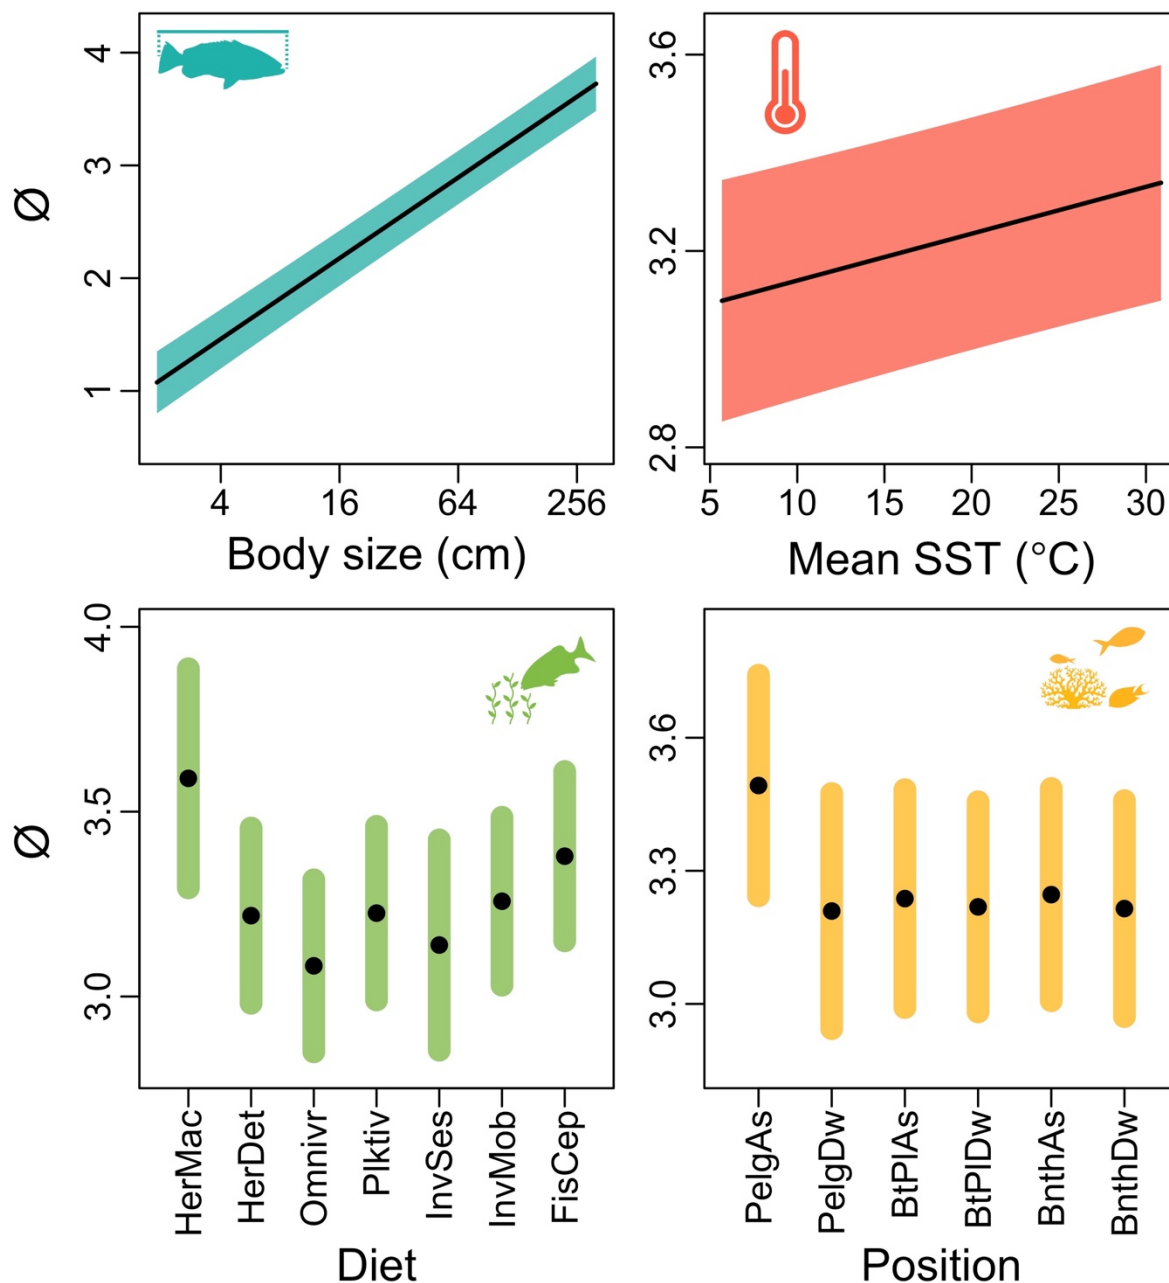 4
3
2
1
Ø
4 16 64 256
Body size (cm)
3.6
3.2
2.8
5 10 15 20 25 30
Mean SST (°C)
4.0
3.5
3.0
Ø
HerMac HerDet Omnivr Plktiv InvSes InvMob FisCep
Diet
3.6
3.3
3.0
PelgAs PelgDw BtPlAs BtPlDw BnthAs BnthDw
Position